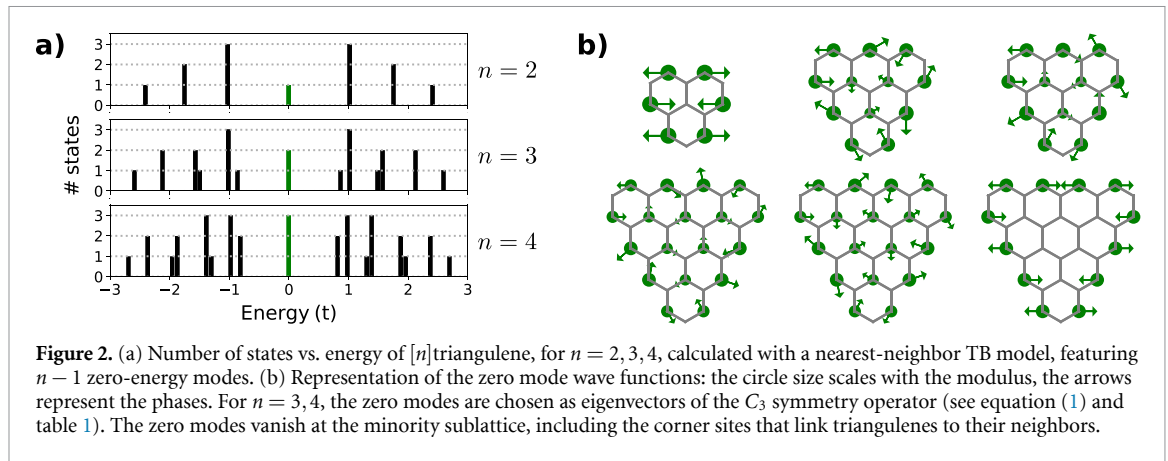 a)
b)
3
2
1
0
n = 2
3
2
1
0
n = 3
3
2
1
0
n = 4
# states
−3 −2 −1 0 1 2 3
Energy (t)
Figure 2. (a) Number of states vs. energy of [n]triangulene, for n = 2, 3, 4, calculated with a nearest-neighbor TB model, featuring
n − 1 zero-energy modes. (b) Representation of the zero mode wave functions: the circle size scales with the modulus, the arrows
represent the phases. For n = 3, 4, the zero modes are chosen as eigenvectors of the C₃ symmetry operator (see equation (1) and
table 1). The zero modes vanish at the minority sublattice, including the corner sites that link triangulenes to their neighbors.